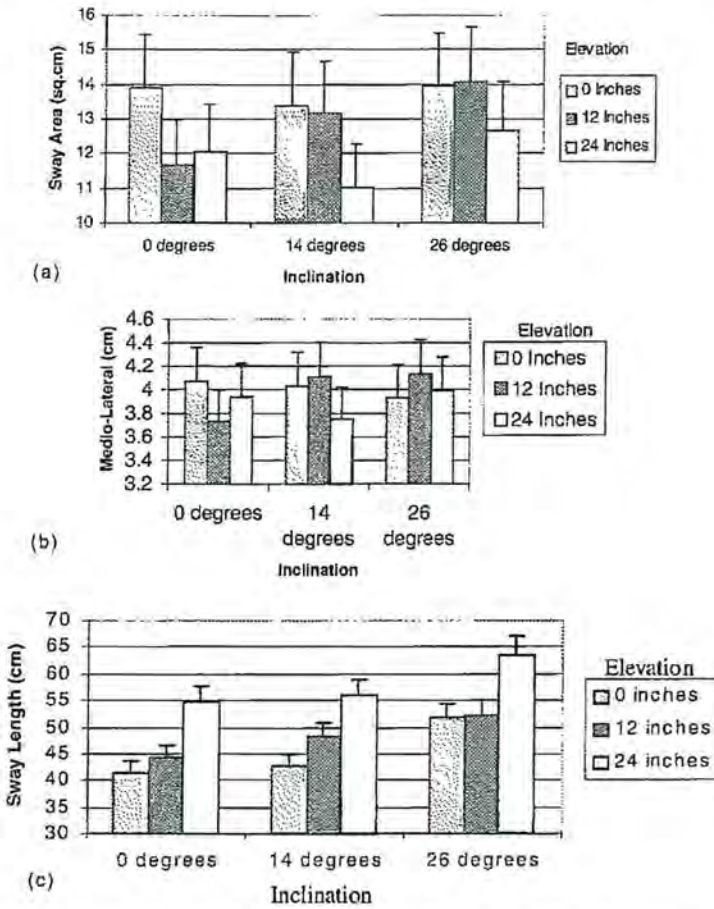 16
15
14
13
12
11
10
Sway Area (sq.cm)
0 degrees
14 degrees
26 degrees
Inclination
Elevation
0 Inches
12 Inches
24 Inches
(a)
4.6
4.4
4.2
4
3.8
3.6
3.4
3.2
Medio-Lateral (cm)
0 degrees
14
degrees
26
degrees
Inclination
Elevation
0 Inches
12 Inches
24 Inches
(b)
70
65
60
55
50
45
40
35
30
Sway Length (cm)
0 degrees
14 degrees
26 degrees
Inclination
Elevation
0 inches
12 inches
24 inches
(c)